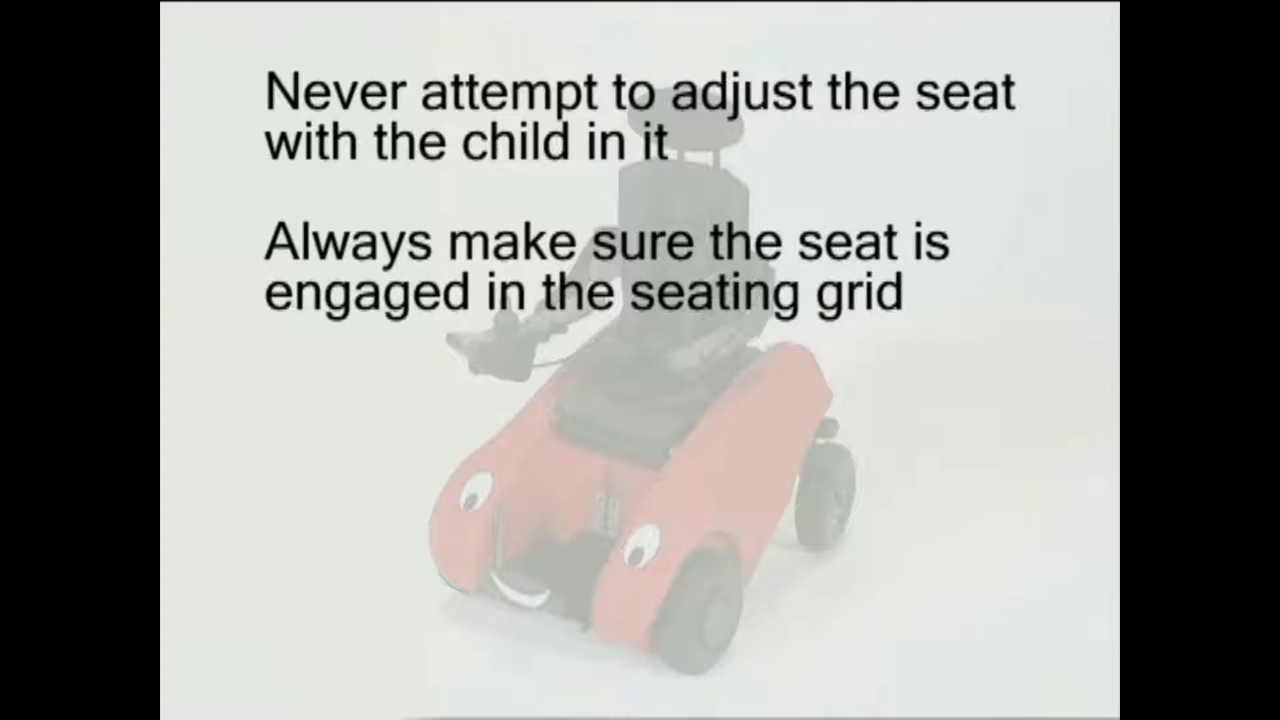 Never attempt to adjust the seat
with the child in it
Always make sure the seat is
engaged in the seating grid